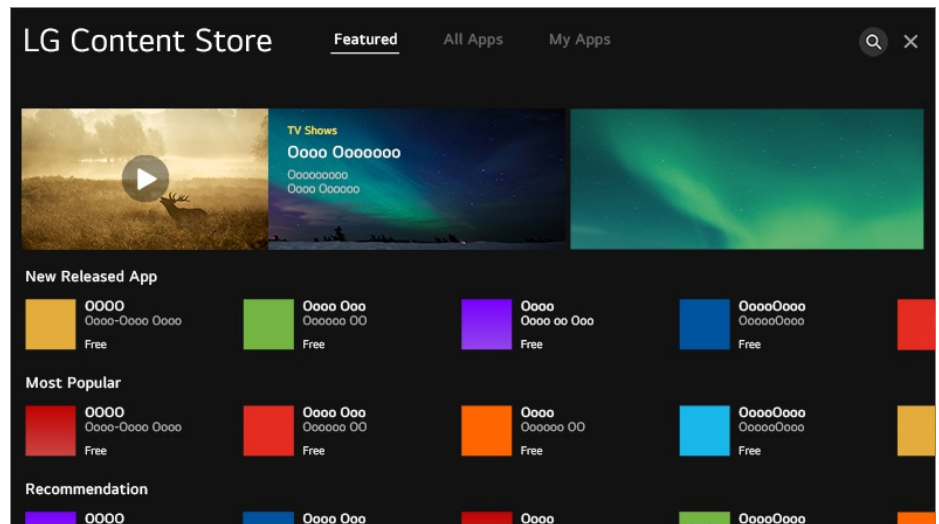 LG Content Store
Featured
All Apps
My Apps
TV Shows
Oooo Ooooooo
Ooooooooo
Oooo Oooooo
New Released App
OOOO
Oooo-Oooo Oooo
Free
Oooo Ooo
Oooooo OO
Free
Oooo
Oooo oo Ooo
Free
OoooOooo
OooooOooo
Free
Most Popular
OOOO
Oooo-Oooo Oooo
Free
Oooo Ooo
Oooooo OO
Free
Oooo
Oooooo OO
Free
OoooOooo
OooooOooo
Free
Recommendation
OOOO
Oooo Ooo
Oooo
OoooOooo